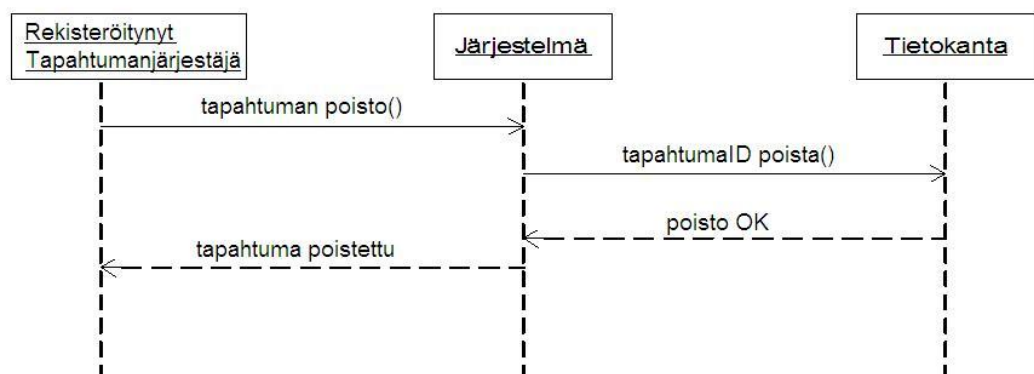 Rekisteröitynyt
Tapahtumanjärjestäjä
Järjestelmä
Tietokanta
tapahtuman poisto()
tapahtumaID poista()
poisto OK
tapahtuma poistettu